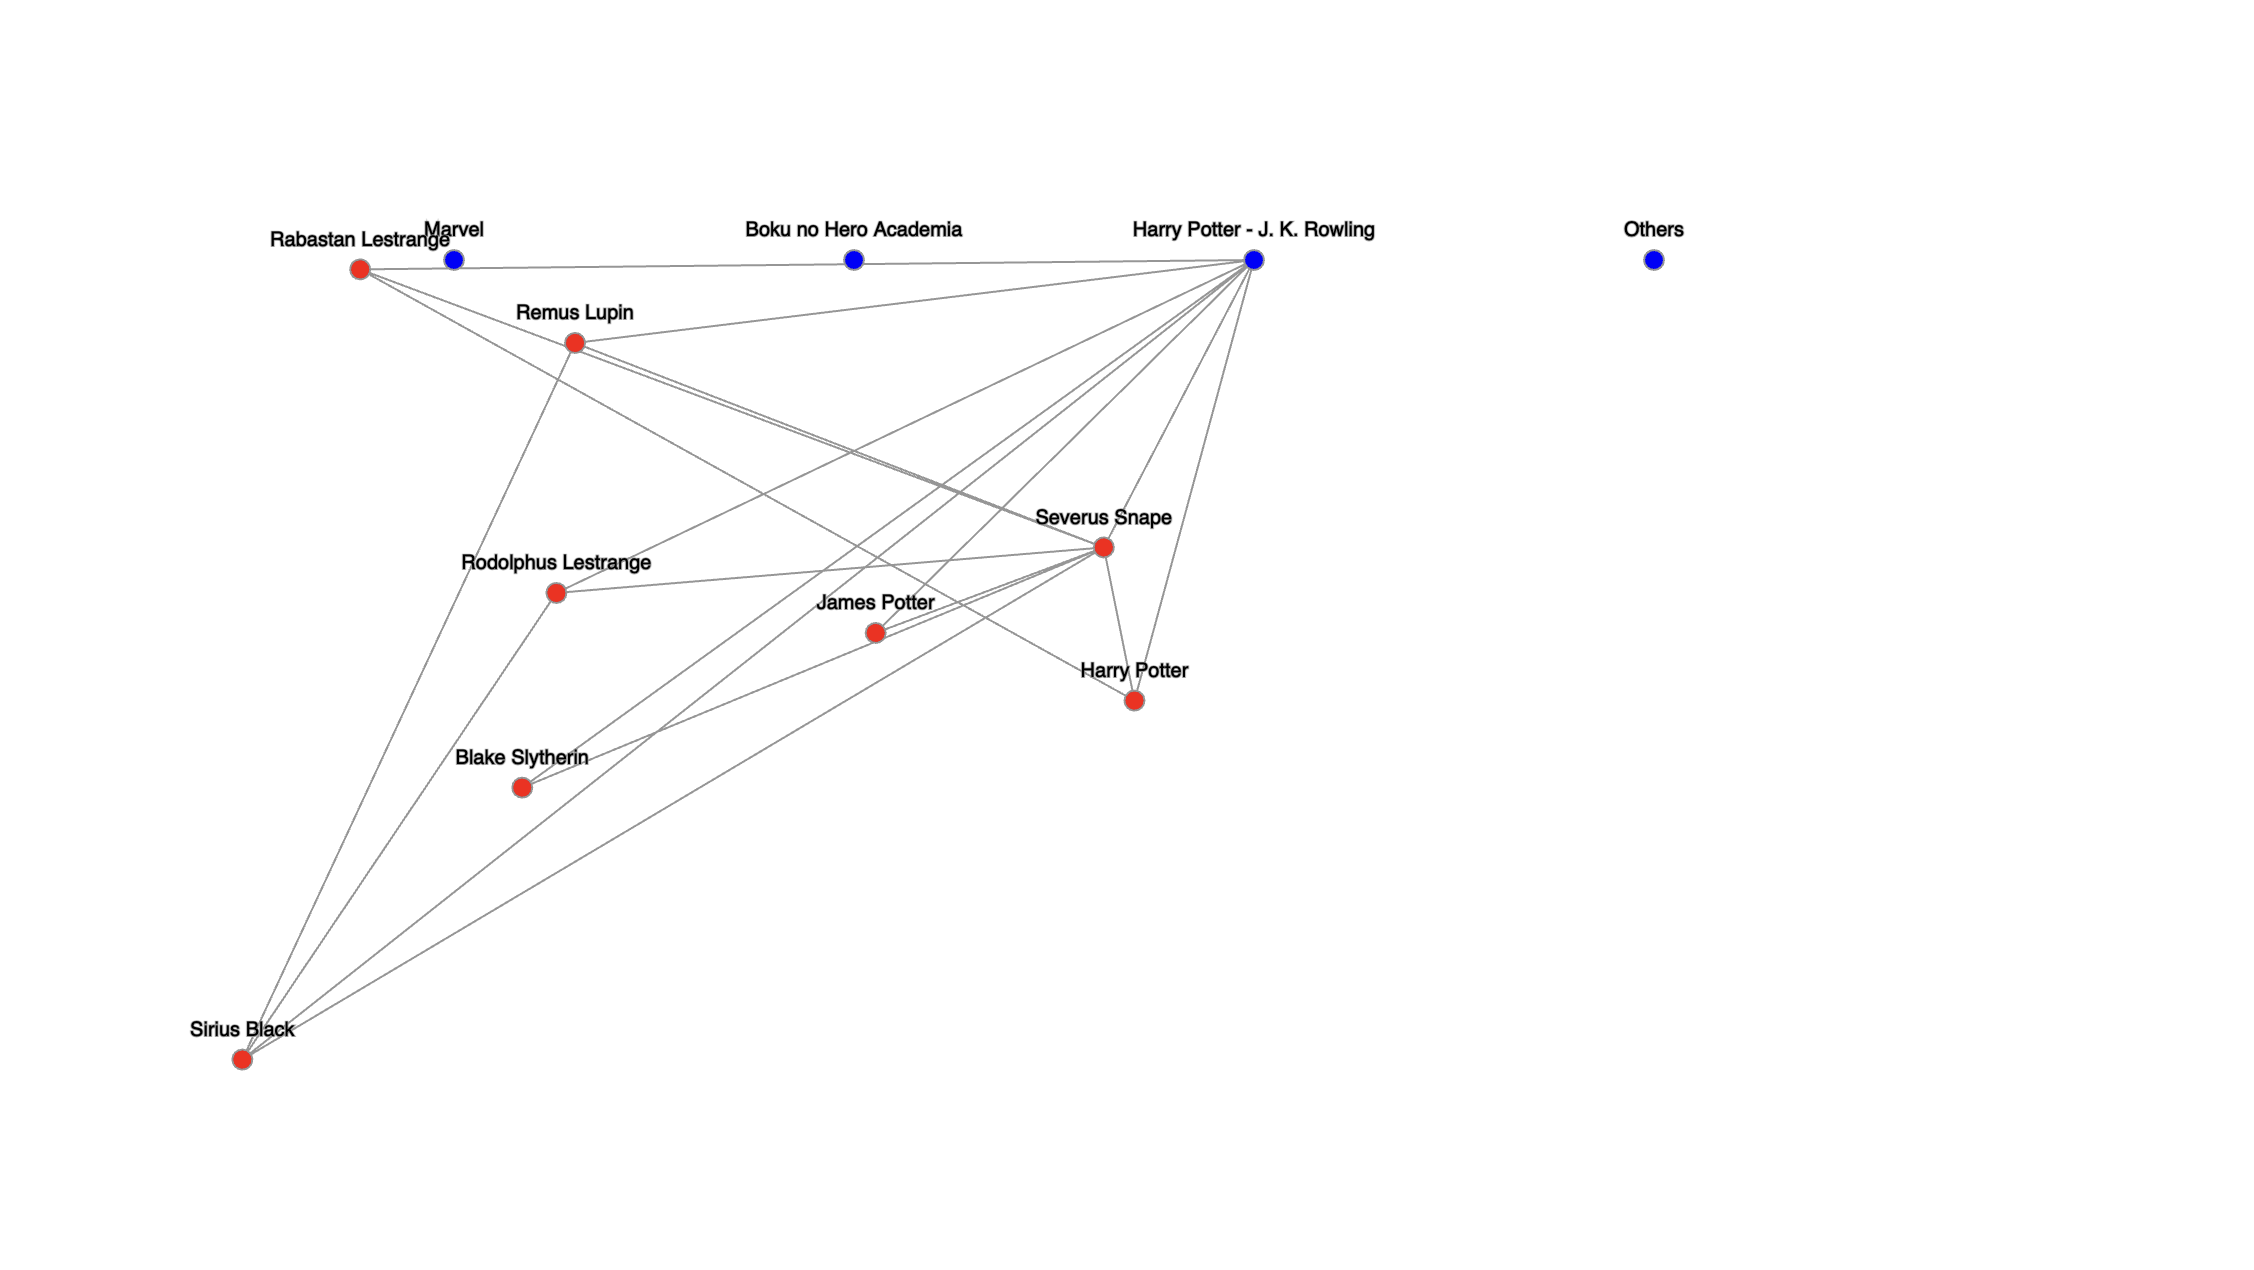 Marvel
Boku no Hero Academia
Harry Potter - J. K. Rowling
Others
Rabastan Lestrange
Remus Lupin
Severus Snape
Rodolphus Lestrange
James Potter
Harry Potter
Blake Slytherin
Sirius Black